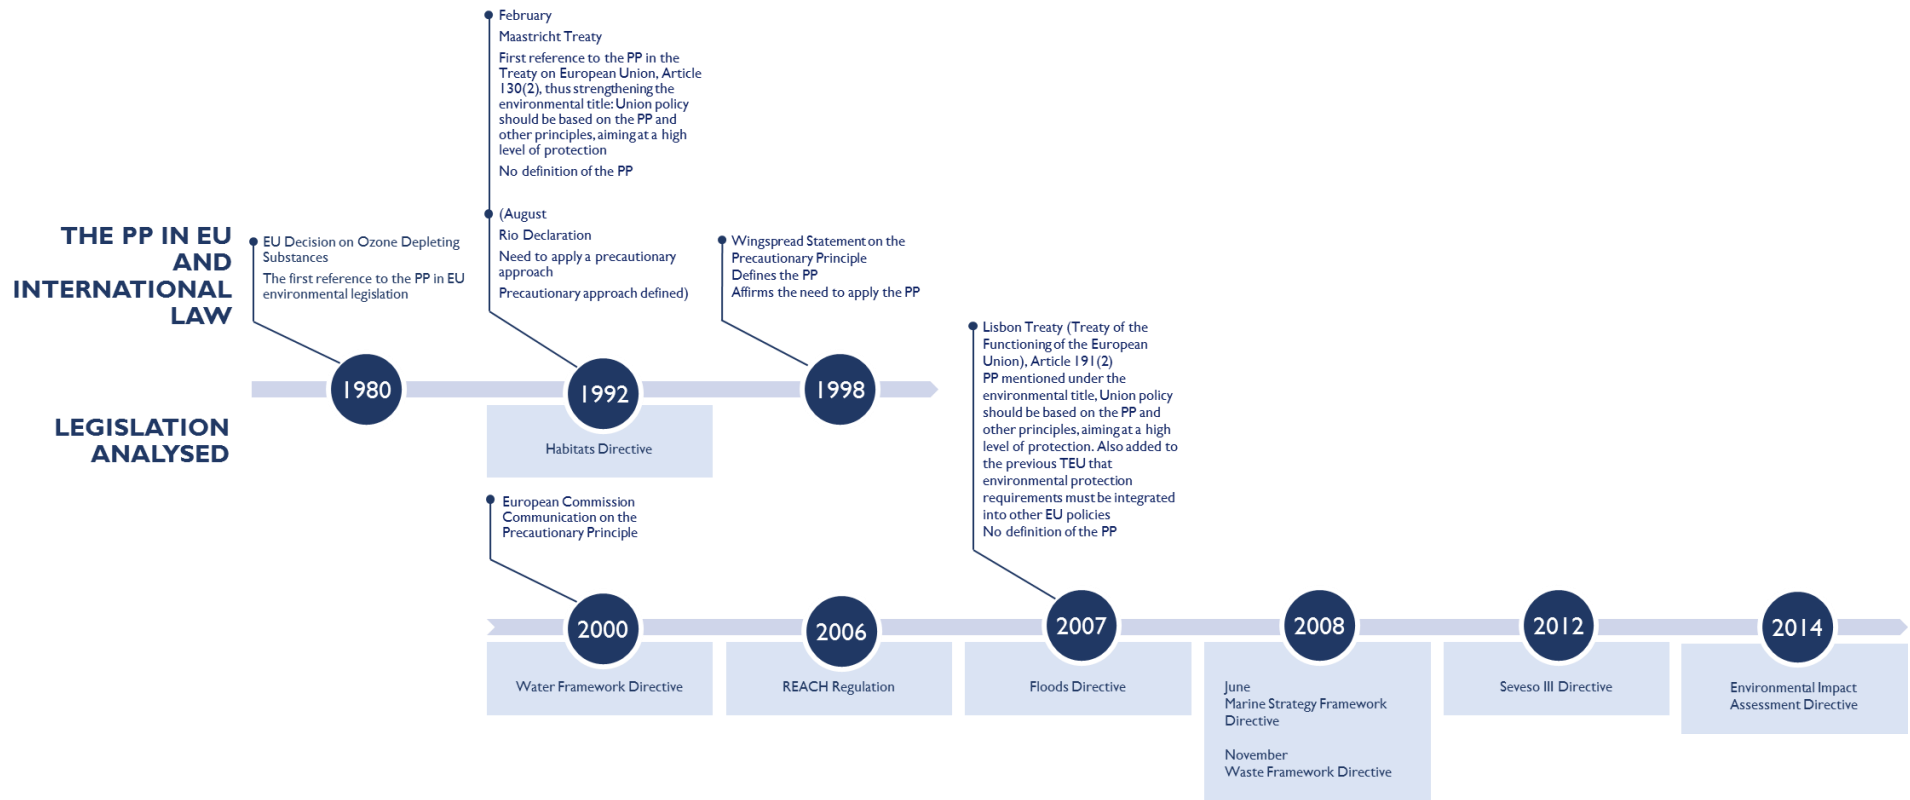 THE PP IN EU
AND
INTERNATIONAL
LAW
EU Decision on Ozone Depleting
Substances
The first reference to the PP in EU
environmental legislation
February
Maastricht Treaty
First reference to the PP in the
Treaty on European Union, Article
130(2), thus strengthening the
environmental title: Union policy
should be based on the PP and
other principles, aiming at a high
level of protection
No definition of the PP
(August
Rio Declaration
Need to apply a precautionary
approach
Precautionary approach defined)
Wingspread Statement on the
Precautionary Principle
Defines the PP
Affirms the need to apply the PP
1980
1992
1998
LEGISLATION
ANALYSED
Habitats Directive
European Commission
Communication on the
Precautionary Principle
Lisbon Treaty (Treaty of the
Functioning of the European
Union), Article 191(2)
PP mentioned under the
environmental title, Union policy
should be based on the PP and
other principles, aiming at a high
level of protection. Also added to
the previous TEU that
environmental protection
requirements must be integrated
into other EU policies
No definition of the PP
2000
2006
2007
2008
2012
2014
Water Framework Directive
REACH Regulation
Floods Directive
June
Marine Strategy Framework
Directive
November
Waste Framework Directive
Seveso III Directive
Environmental Impact
Assessment Directive